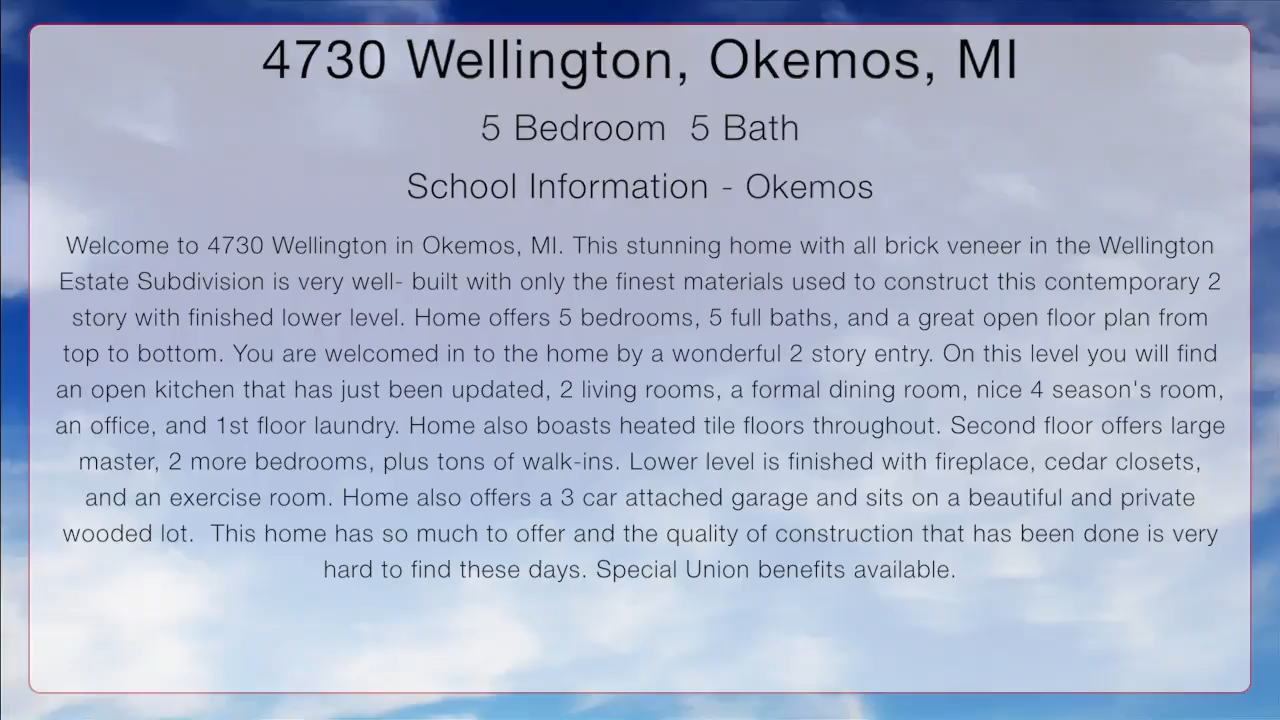 4730 Wellington, Okemos, MI
5 Bedroom  5 Bath
School Information - Okemos
Welcome to 4730 Wellington in Okemos, MI. This stunning home with all brick veneer in the Wellington
Estate Subdivision is very well- built with only the finest materials used to construct this contemporary 2
story with finished lower level. Home offers 5 bedrooms, 5 full baths, and a great open floor plan from
top to bottom. You are welcomed in to the home by a wonderful 2 story entry. On this level you will find
an open kitchen that has just been updated, 2 living rooms, a formal dining room, nice 4 season's room,
an office, and 1st floor laundry. Home also boasts heated tile floors throughout. Second floor offers large
master, 2 more bedrooms, plus tons of walk-ins. Lower level is finished with fireplace, cedar closets,
and an exercise room. Home also offers a 3 car attached garage and sits on a beautiful and private
wooded lot.  This home has so much to offer and the quality of construction that has been done is very
hard to find these days. Special Union benefits available.